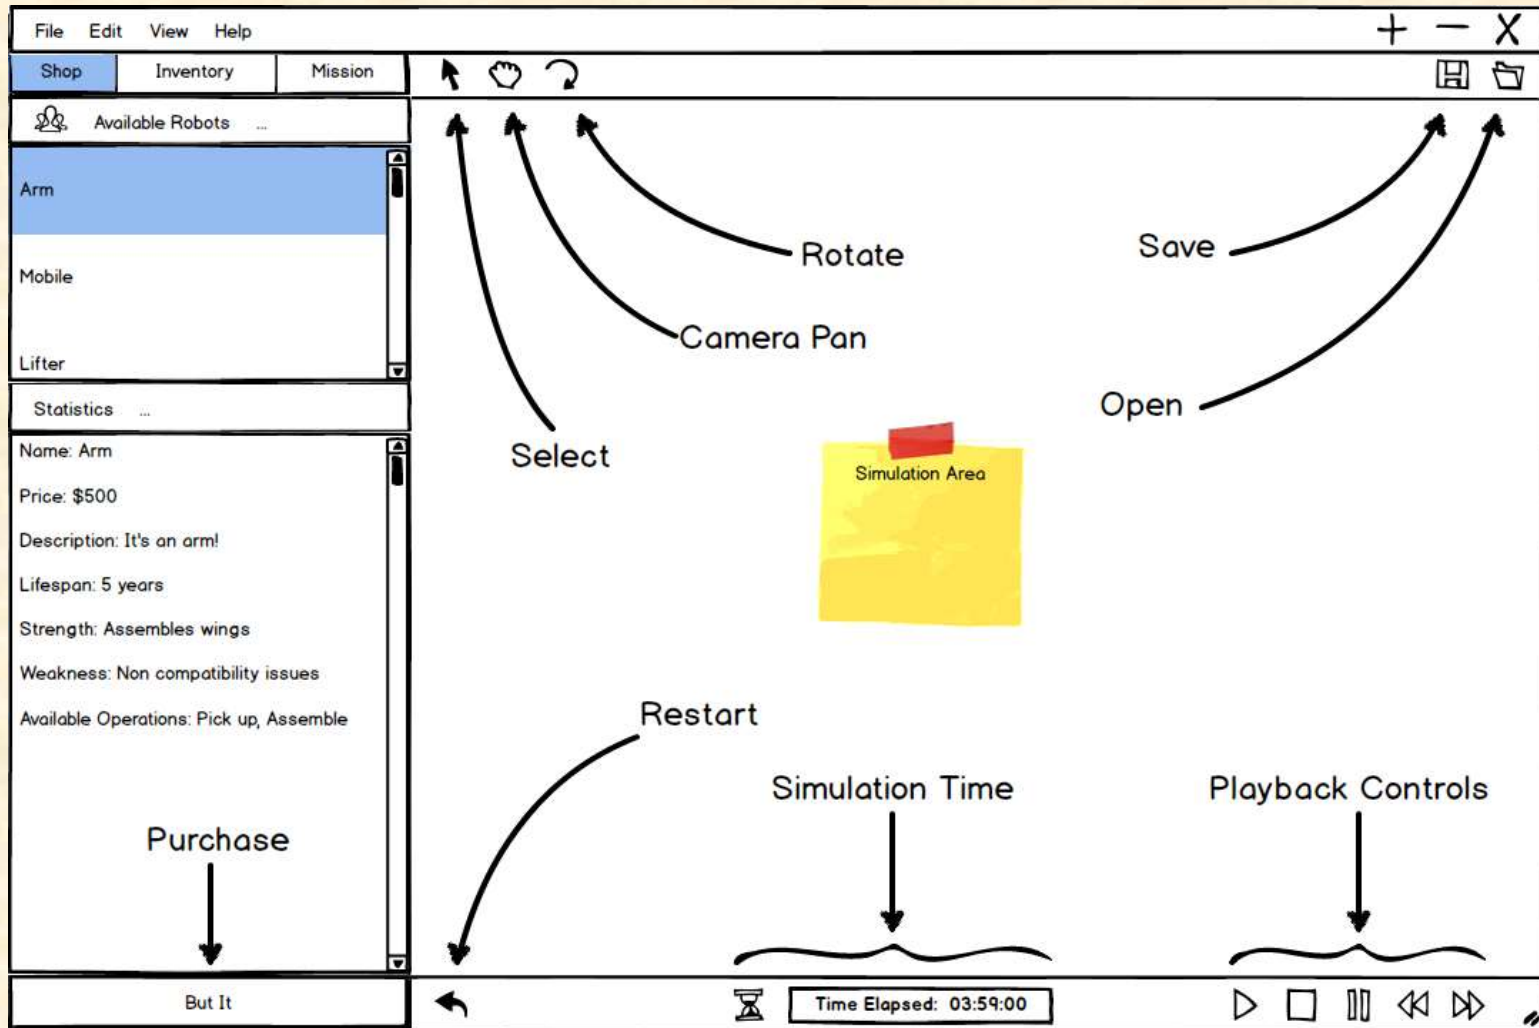 File Edit View Help
Shop Inventory Mission
Available Robots ...
Arm
Mobile
Lifter
Statistics ...
Name: Arm
Price: $500
Description: It's an arm!
Lifespan: 5 years
Strength: Assembles wings
Weakness: Non compatibility issues
Available Operations: Pick up, Assemble
Purchase
But It
Rotate
Save
Camera Pan
Open
Select
Simulation Area
Restart
Simulation Time
Playback Controls
Time Elapsed: 03:59:00